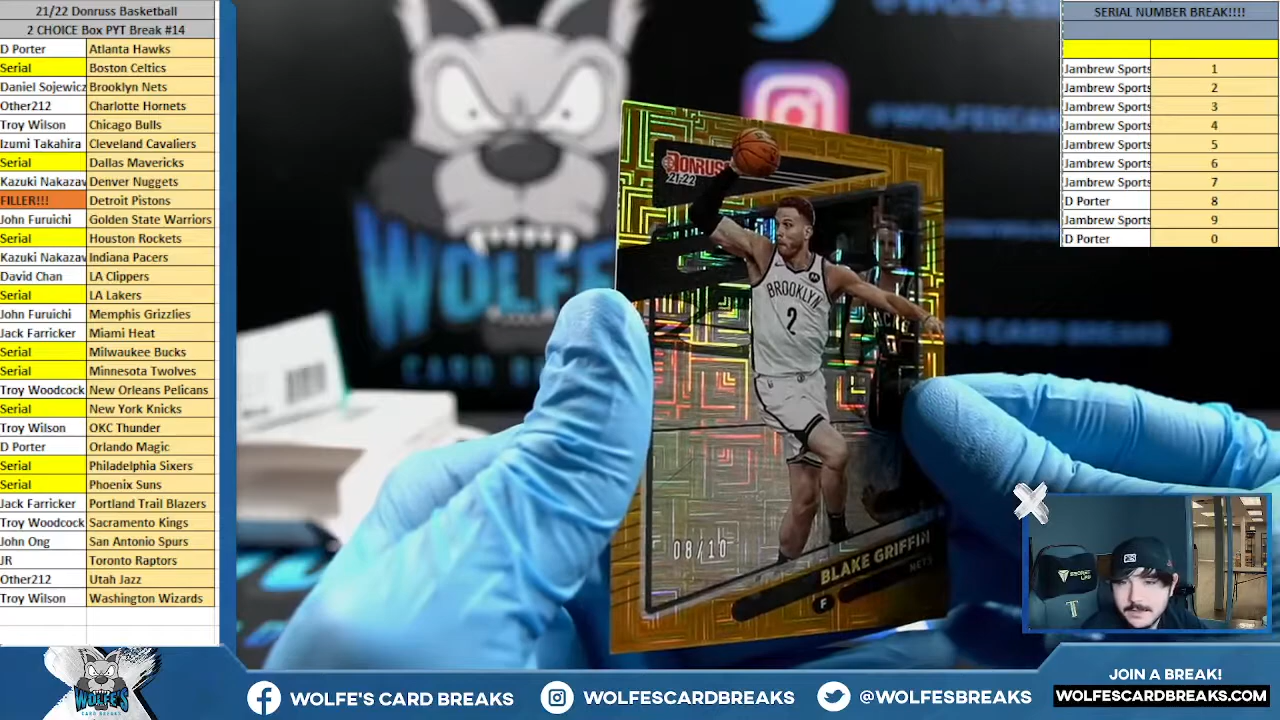 21/22 Donruss Basketball
2 CHOICE Box PYT Break #14
D Porter Atlanta Hawks
Serial Boston Celtics
Daniel Sojewicz Brooklyn Nets
Other212 Charlotte Hornets
Troy Wilson Chicago Bulls
Izumi Takahira Cleveland Cavaliers
Serial Dallas Mavericks
Kazuki Nakazav Denver Nuggets
FILLER!!! Detroit Pistons
John Furuichi Golden State Warriors
Serial Houston Rockets
Kazuki Nakazav Indiana Pacers
David Chan LA Clippers
Serial LA Lakers
John Furuichi Memphis Grizzlies
Jack Farricker Miami Heat
Serial Milwaukee Bucks
Serial Minnesota Twolves
Troy Woodcock New Orleans Pelicans
Serial New York Knicks
Troy Wilson OKC Thunder
D Porter Orlando Magic
Serial Philadelphia Sixers
Serial Phoenix Suns
Jack Farricker Portland Trail Blazers
Troy Woodcock Sacramento Kings
John Ong San Antonio Spurs
JR Toronto Raptors
Other212 Utah Jazz
Troy Wilson Washington Wizards
SERIAL NUMBER BREAK!!!!
Jambrew Sports 1
Jambrew Sports 2
Jambrew Sports 3
Jambrew Sports 4
Jambrew Sports 5
Jambrew Sports 6
Jambrew Sports 7
D Porter 8
Jambrew Sports 9
D Porter 0
DONRUSS
21-22
BROOKLYN
2
08/10
BLAKE GRIFFIN
NETS
F
WOLFE'S
CARD BREAKS
WOLFE'S CARD BREAKS
WOLFESCARDBREAKS
@WOLFESBREAKS
JOIN A BREAK!
WOLFESCARDBREAKS.COM